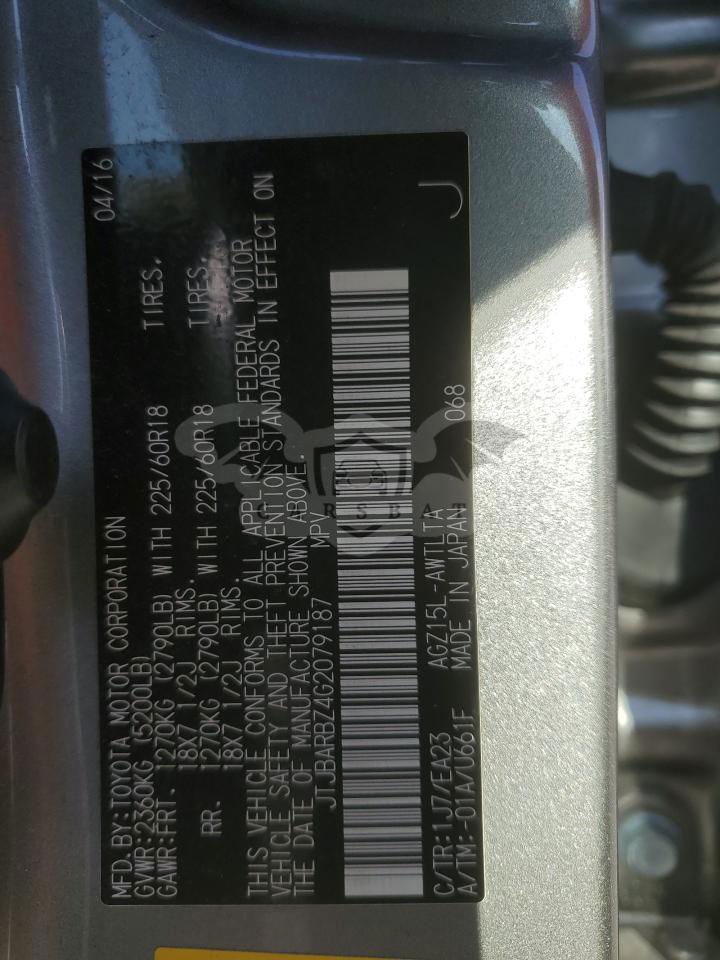 MFD.BY:TOYOTA MOTOR CORPORATION 04/16
GVWR:2360KG (5200LB)
GAWR:FRT. 1270KG (2790LB) WITH 225/60R18 TIRES.
18X7 1/2J RIMS.
RR. 1270KG (2790LB) WITH 225/60R18 TIRES.
18X7 1/2J RIMS.
THIS VEHICLE CONFORMS TO ALL APPLICABLE FEDERAL MOTOR
VEHICLE SAFETY AND THEFT PREVENTION STANDARDS IN EFFECT ON
THE DATE OF MANUFACTURE SHOWN ABOVE.
JTJBARBZ4G2079187 MPV
C/TR:1J7/EA23 AGZ15L-AWTLTA 068
A/TM:-01A/U661F MADE IN JAPAN
J
CARSBAT